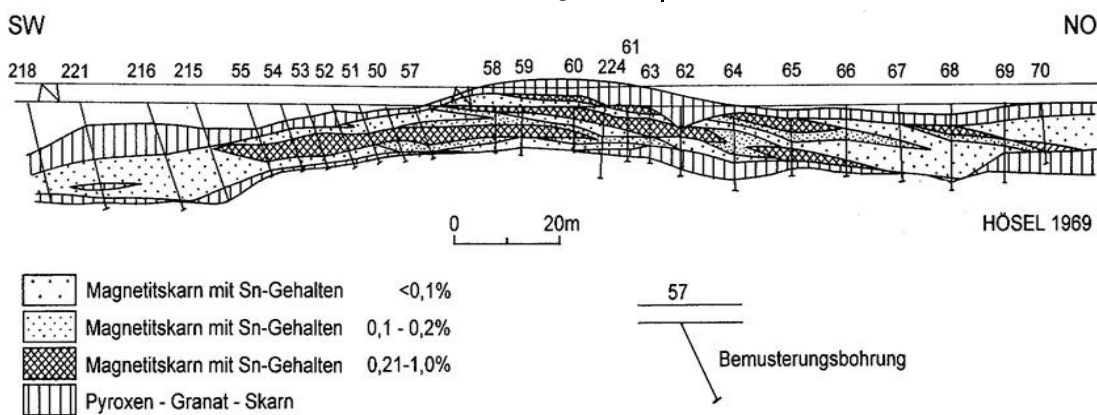 SW NO
218 221 216 215 55 54 53 52 51 50 57 58 59 60 224 61 63 62 64 65 66 67 68 69 70
0 20m
HÖSEL 1969
Magnetitskarn mit Sn-Gehalten <0,1%
Magnetitskarn mit Sn-Gehalten 0,1 - 0,2%
Magnetitskarn mit Sn-Gehalten 0,21-1,0%
Pyroxen - Granat - Skarn
57
Bemusterungsbohrung